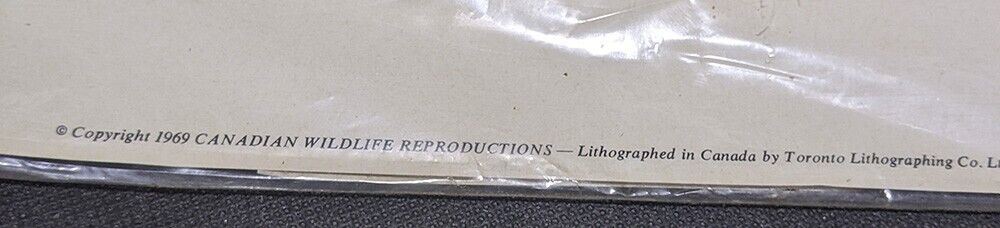 © Copyright 1969 CANADIAN WILDLIFE REPRODUCTIONS — Lithographed in Canada by Toronto Lithographing Co.